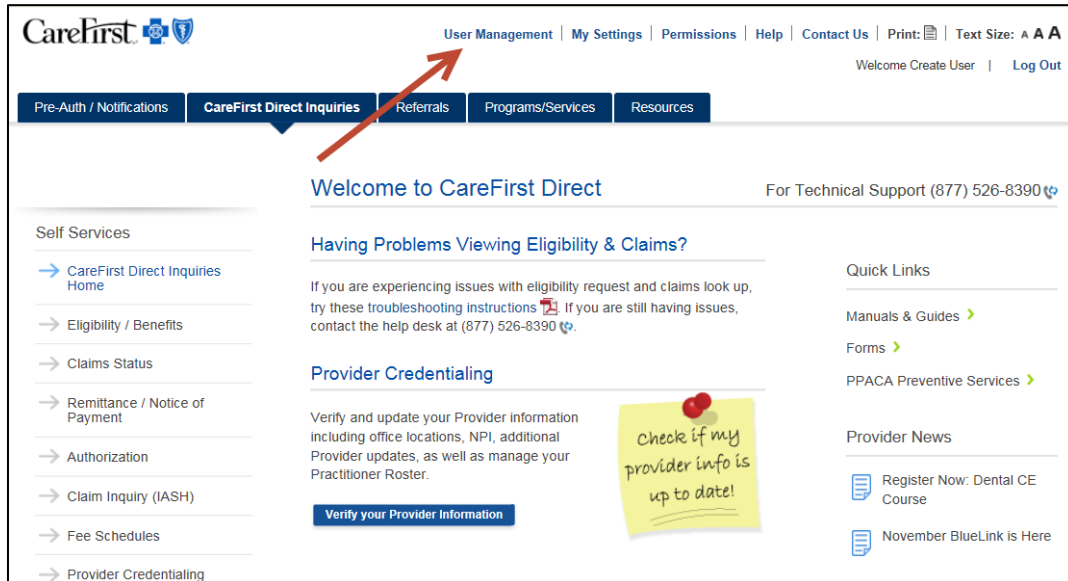 CareFirst
User Management | My Settings | Permissions | Help | Contact Us | Print: | Text Size: A A A
Welcome Create User | Log Out
Pre-Auth / Notifications CareFirst Direct Inquiries Referrals Programs/Services Resources
Welcome to CareFirst Direct
For Technical Support (877) 526-8390
Self Services
CareFirst Direct Inquiries
Home
Eligibility / Benefits
Claims Status
Remittance / Notice of
Payment
Authorization
Claim Inquiry (IASH)
Fee Schedules
Provider Credentialing
Having Problems Viewing Eligibility & Claims?
If you are experiencing issues with eligibility request and claims look up,
try these troubleshooting instructions . If you are still having issues,
contact the help desk at (877) 526-8390 .
Provider Credentialing
Verify and update your Provider information
including office locations, NPI, additional
Provider updates, as well as manage your
Practitioner Roster.
Verify your Provider Information
Check if my
provider info is
up to date!
Quick Links
Manuals & Guides
Forms
PPACA Preventive Services
Provider News
Register Now: Dental CE
Course
November BlueLink is Here